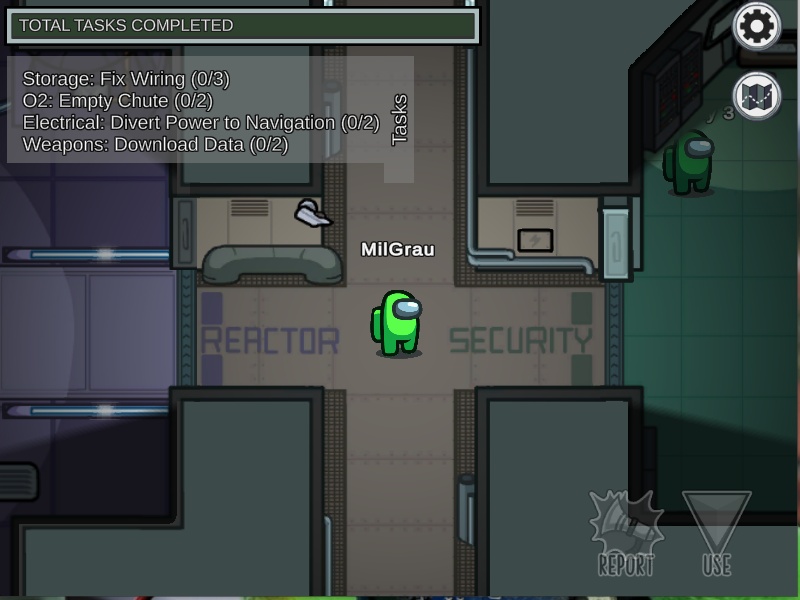 TOTAL TASKS COMPLETED
Storage: Fix Wiring (0/3)
O2: Empty Chute (0/2)
Electrical: Divert Power to Navigation (0/2)
Weapons: Download Data (0/2)
Tasks
MilGrau
REACTOR
SECURITY
REPORT
USE